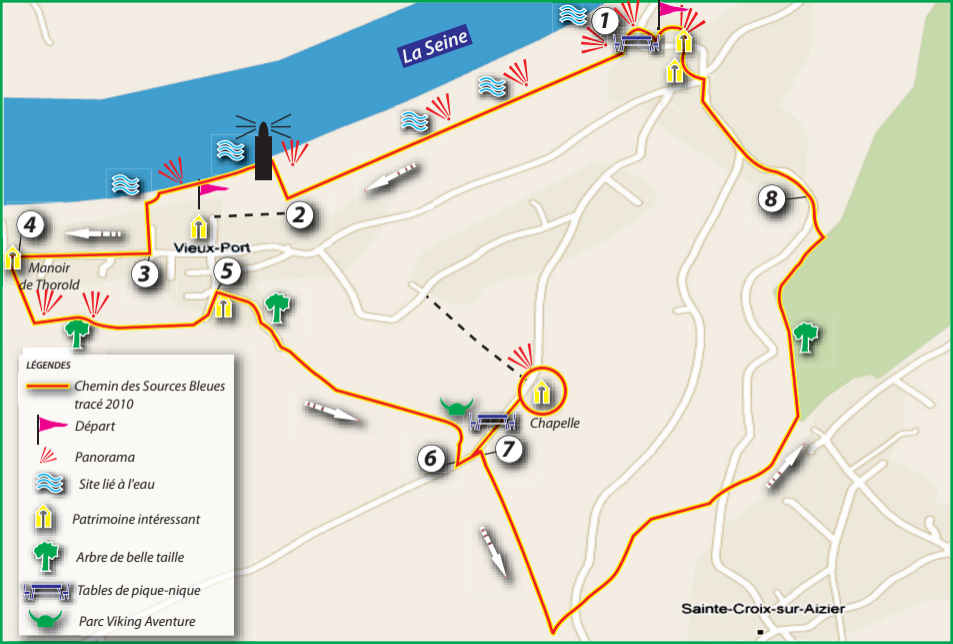 La Seine
1
2
8
4
Vieux-Port
3
5
Manoir
de Thorold
LÉGENDES
Chemin des Sources Bleues
tracé 2010
Départ
Panorama
Site lié à l'eau
Patrimoine intéressant
Arbre de belle taille
Tables de pique-nique
Parc Viking Aventure
Chapelle
6
7
Sainte-Croix-sur-Aizier